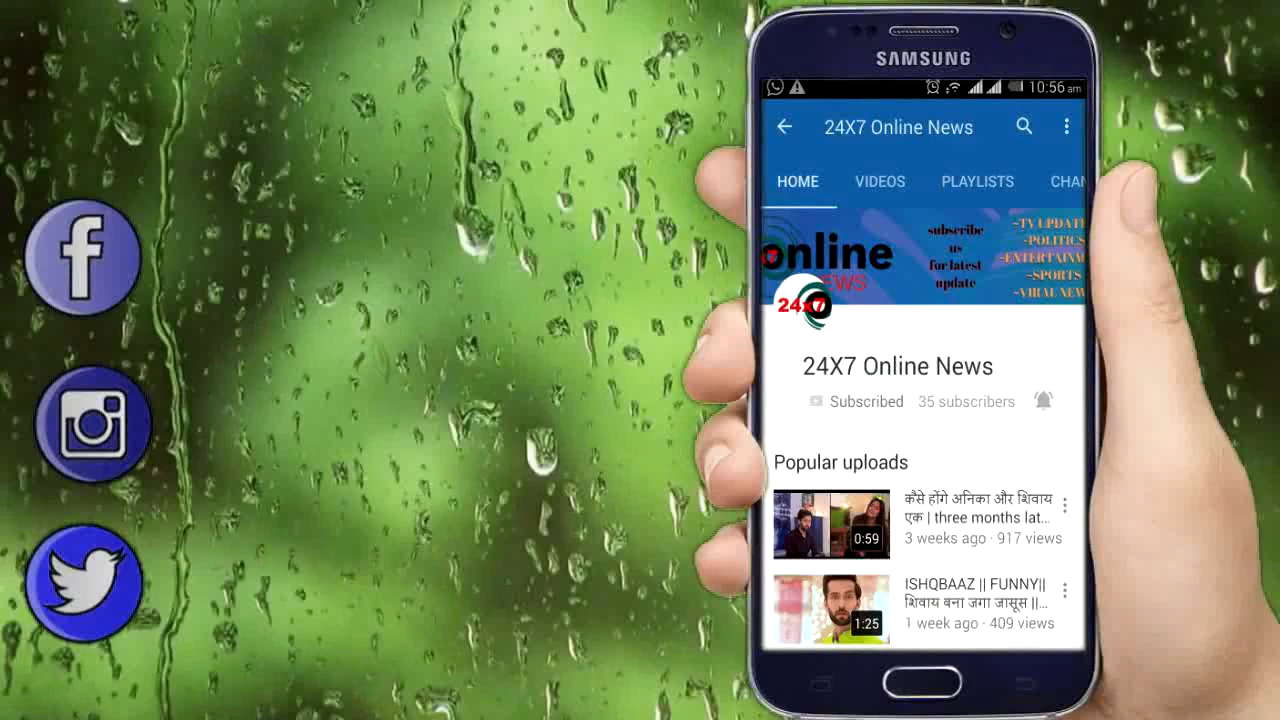 SAMSUNG
10:56 am
24X7 Online News
HOME VIDEOS PLAYLISTS CHAN
online
NEWS
subscribe
us
for latest
update
~TV UPDATE
~POLITICS
~ENTERTAINM
~SPORTS
~VIRAL NEW
24x7
24X7 Online News
Subscribed 35 subscribers
Popular uploads
कैसे होंगे अनिका और शिवाय
एक | three months lat...
3 weeks ago · 917 views
0:59
ISHQBAAZ || FUNNY||
शिवाय बना जगा जासूस ||...
1 week ago · 409 views
1:25